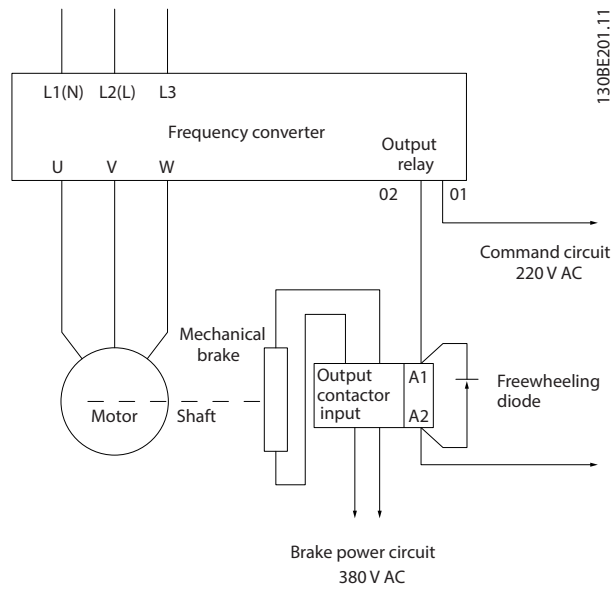 130BE201.11
L1(N) L2(L) L3
Frequency converter
Output
relay
U V W
02 01
Command circuit
220 V AC
Mechanical
brake
Output
contactor
input
A1
A2
Freewheeling
diode
Motor Shaft
Brake power circuit
380 V AC